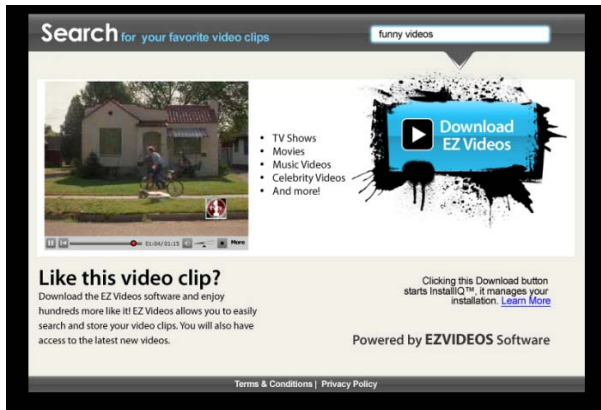 Search for your favorite video clips
funny videos
TV Shows
Movies
Music Videos
Celebrity Videos
And more!
Download
EZ Videos
01:04/01:15
More
Like this video clip?
Download the EZ Videos software and enjoy
hundreds more like it! EZ Videos allows you to easily
search and store your video clips. You will also have
access to the latest new videos.
Clicking this Download button
starts InstallIQ™, it manages your
installation. Learn More
Powered by EZVIDEOS Software
Terms & Conditions | Privacy Policy